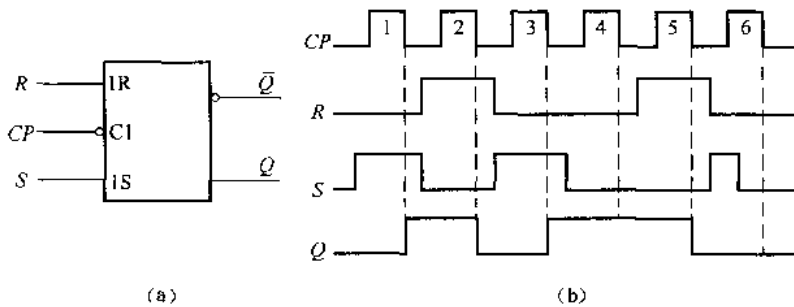 R 1R Q̅
CP C1
S 1S Q
(a)
CP 1 2 3 4 5 6
R
S
Q
(b)